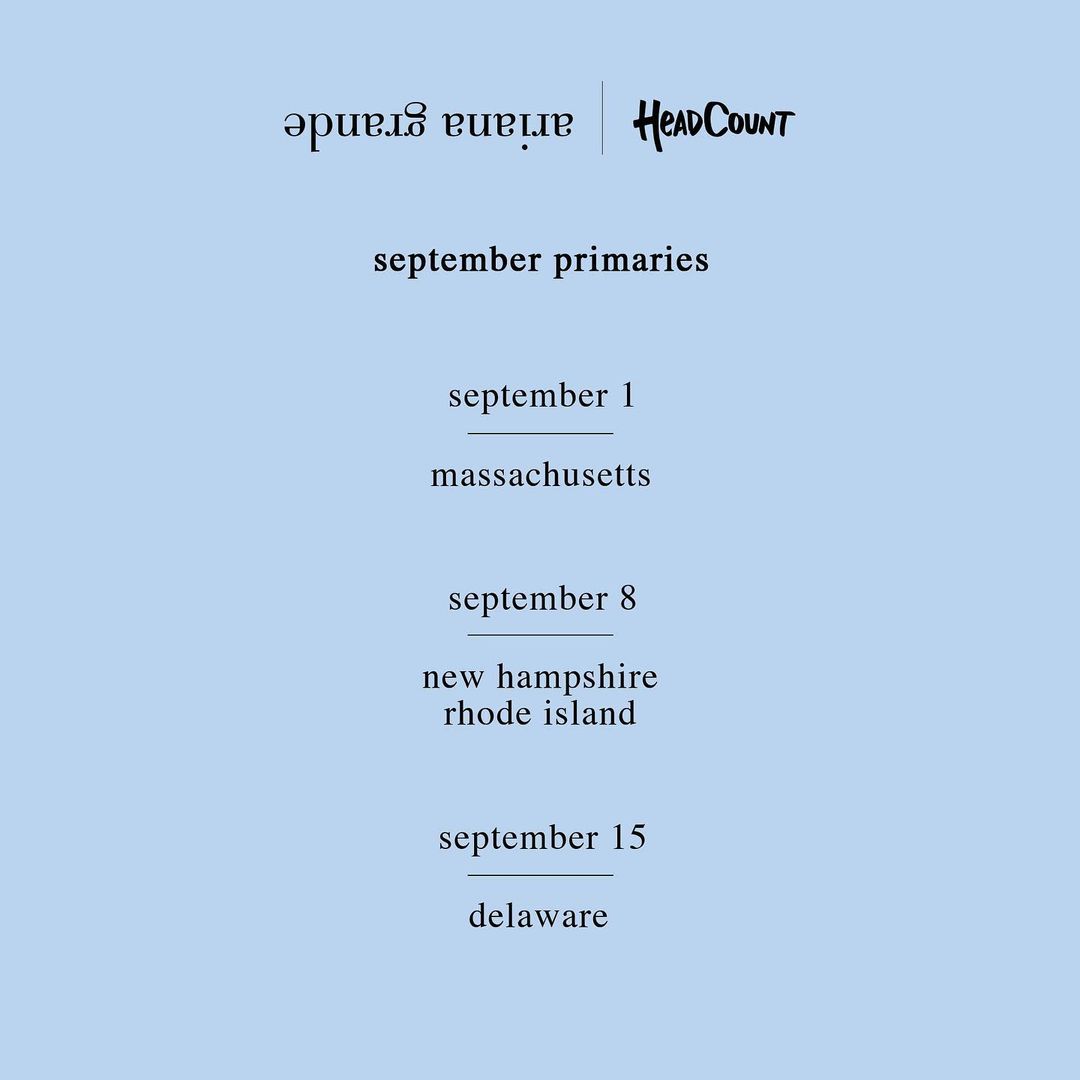 ariana grande | HeadCount
september primaries
september 1
massachusetts
september 8
new hampshire
rhode island
september 15
delaware